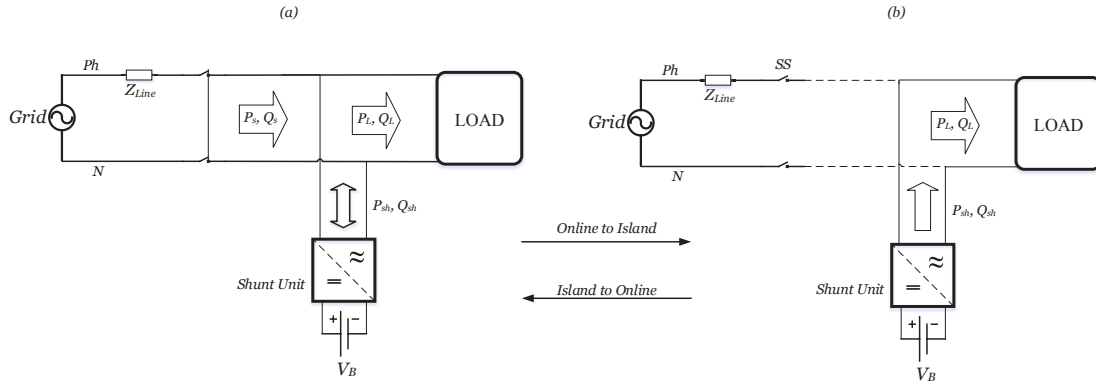 (a)
Ph
Z_Line
Grid
P_s, Q_s
P_L, Q_L
LOAD
N
P_sh, Q_sh
Shunt Unit
+ −
V_B
Online to Island
Island to Online
(b)
Ph
SS
Z_Line
Grid
P_L, Q_L
LOAD
N
P_sh, Q_sh
Shunt Unit
+ −
V_B